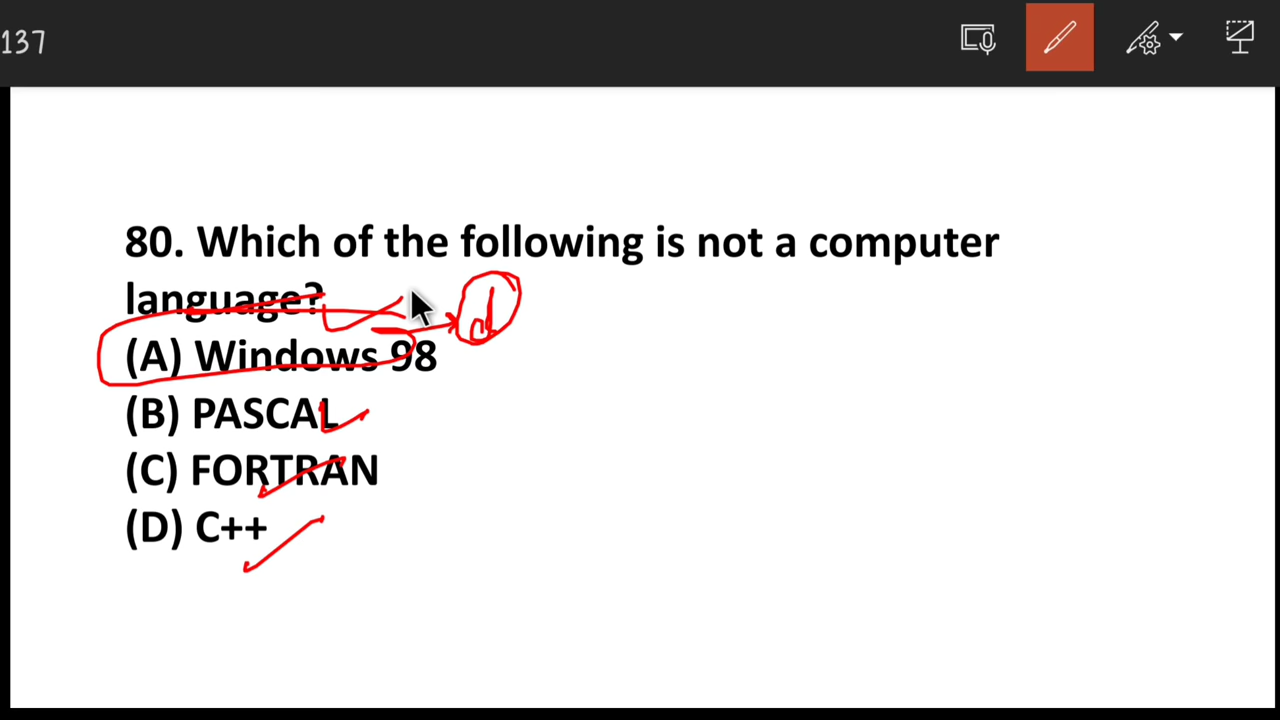 137
80. Which of the following is not a computer
language?
d
(A) Windows 98
(B) PASCAL
(C) FORTRAN
(D) C++